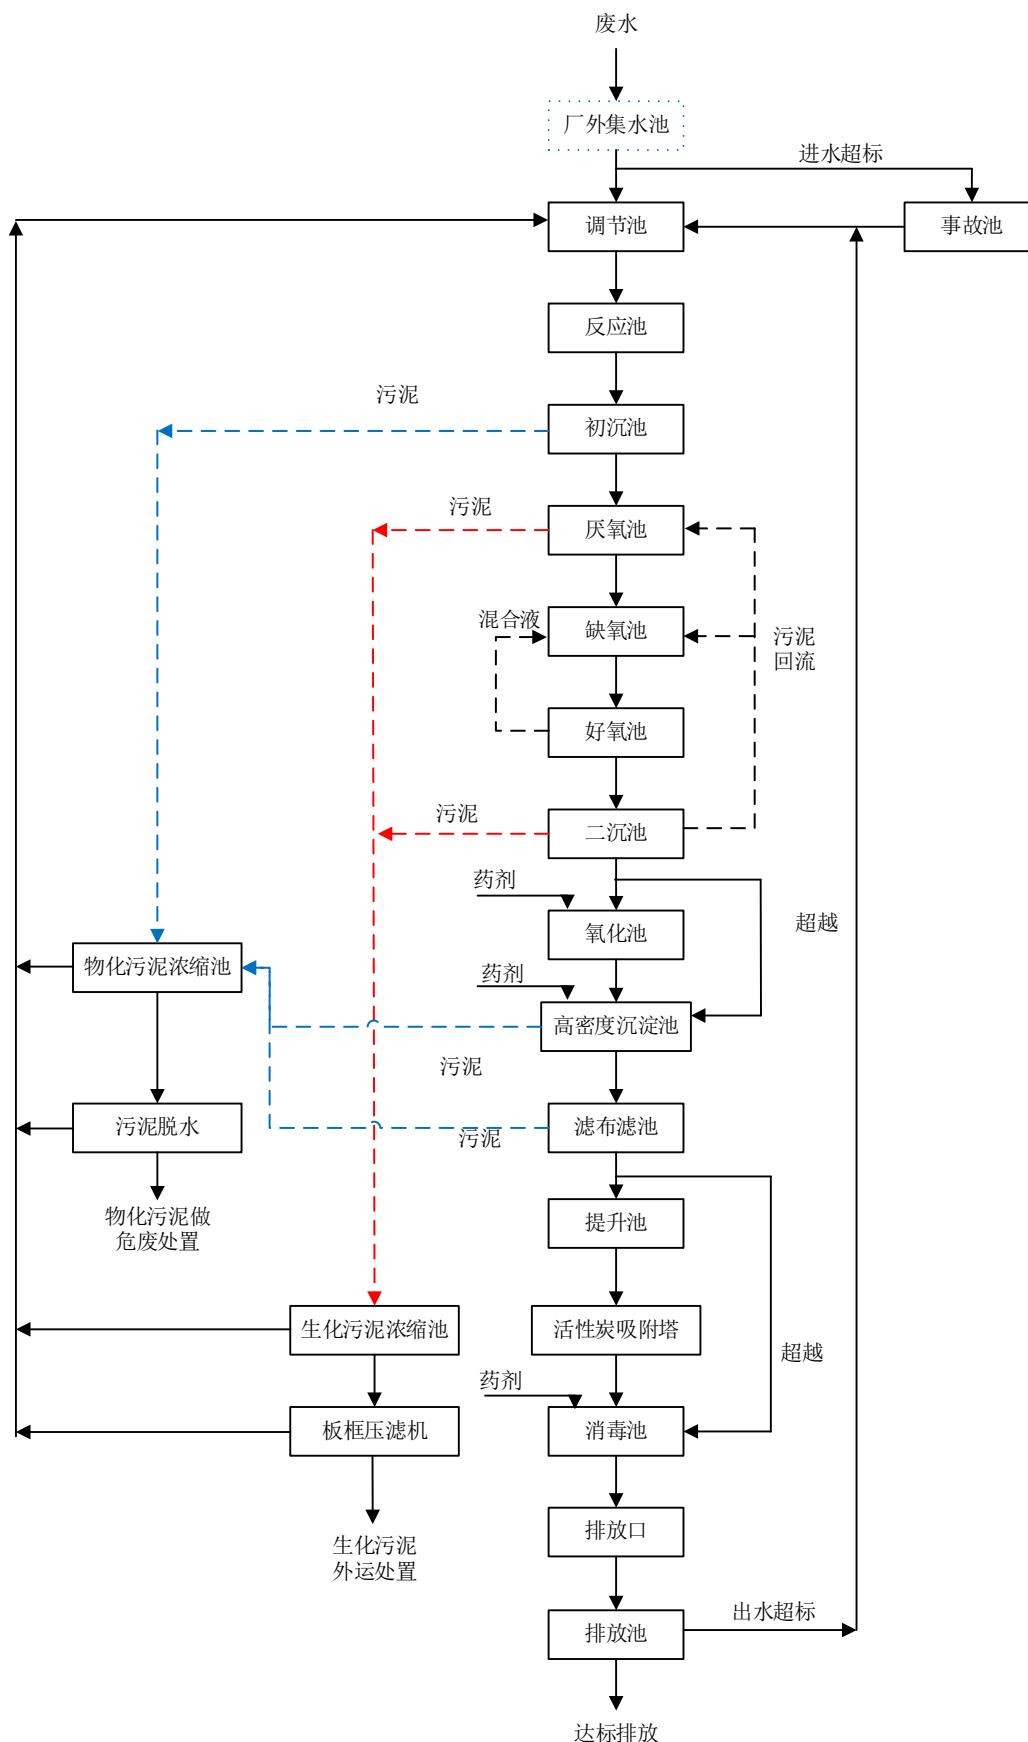 废水
厂外集水池
进水超标
调节池
事故池
反应池
污泥
初沉池
污泥
厌氧池
混合液
缺氧池
污泥
回流
好氧池
污泥
二沉池
药剂
超越
氧化池
物化污泥浓缩池
药剂
高密度沉淀池
污泥
污泥脱水
污泥
滤布滤池
物化污泥做
危废处置
提升池
生化污泥浓缩池
活性炭吸附塔
超越
药剂
板框压滤机
消毒池
排放口
生化污泥
外运处置
出水超标
排放池
达标排放